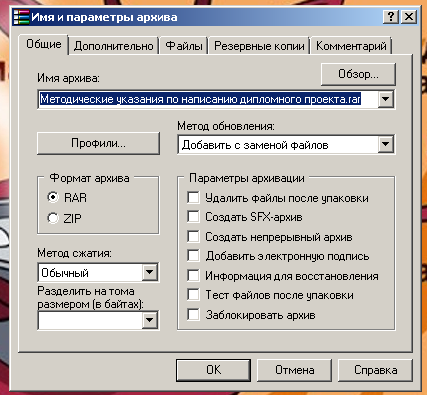 Имя и параметры архива
Общие Дополнительно Файлы Резервные копии Комментарий
Имя архива:
Обзор...
Методические указания по написанию дипломного проекта.rar
Метод обновления:
Профили...
Добавить с заменой файлов
Формат архива
RAR
ZIP
Метод сжатия:
Обычный
Разделить на тома
размером (в байтах):
Параметры архивации
Удалить файлы после упаковки
Создать SFX-архив
Создать непрерывный архив
Добавить электронную подпись
Информация для восстановления
Тест файлов после упаковки
Заблокировать архив
OK Отмена Справка